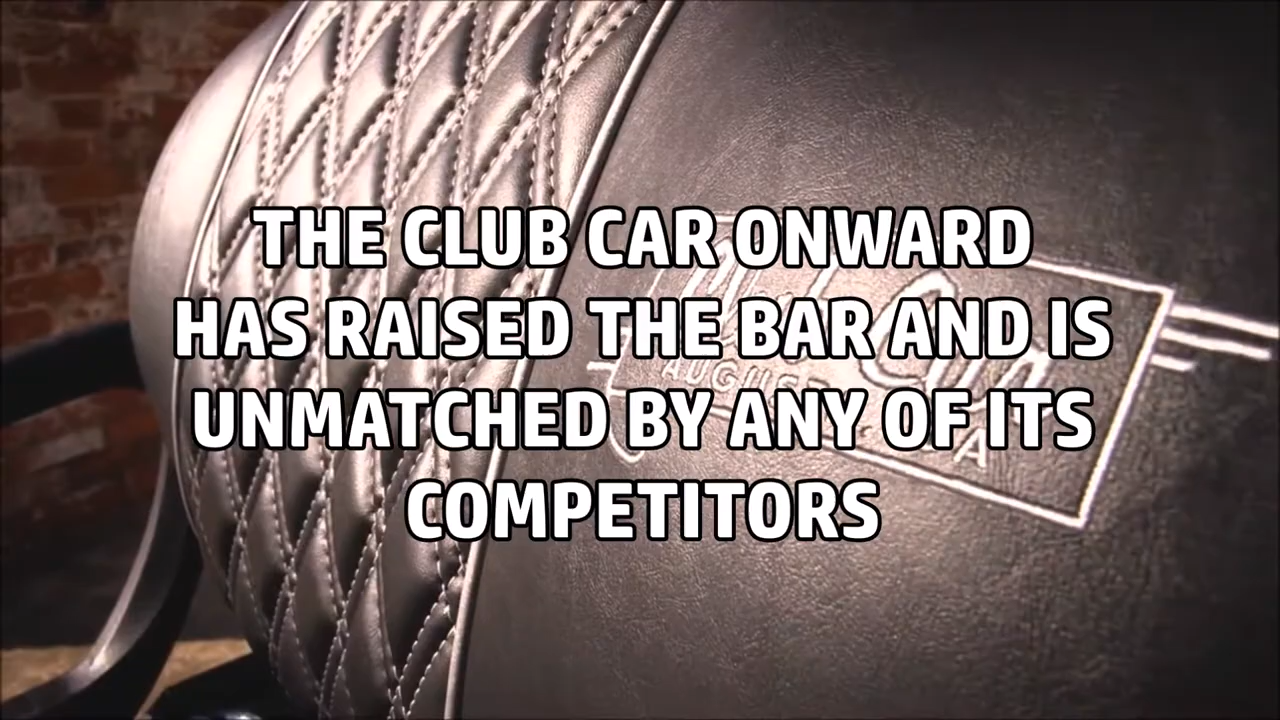 THE CLUB CAR ONWARD
HAS RAISED THE BAR AND IS
UNMATCHED BY ANY OF ITS
COMPETITORS